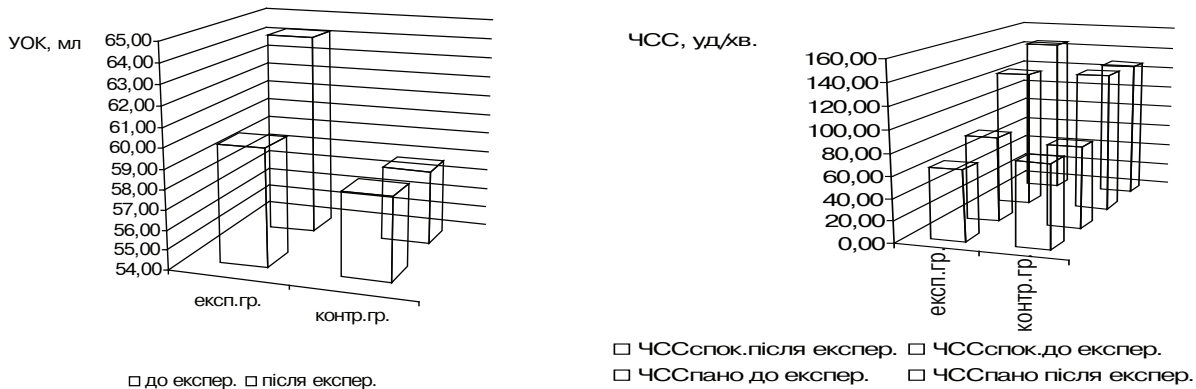 УОК, мл
65,00
64,00
63,00
62,00
61,00
60,00
59,00
58,00
57,00
56,00
55,00
54,00
експ.гр.
контр.гр.
□ до експер. □ після експер.
ЧСС, уд/хв.
160,00
140,00
120,00
100,00
80,00
60,00
40,00
20,00
0,00
експ.гр.
контр.гр.
□ ЧССспок.після експер. □ ЧССспок.до експер.
□ ЧССпано до експер. □ ЧССпано після експер.